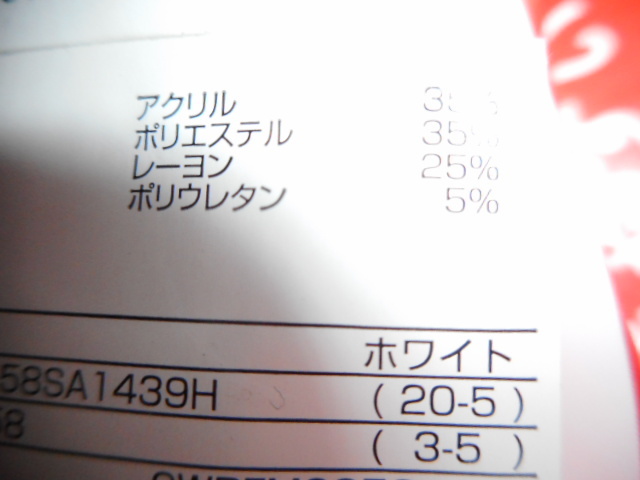 アクリル
ポリエステル 35%
レーヨン 25%
ポリウレタン 5%
ホワイト
58SA1439H ( 20-5 )
58 ( 3-5 )